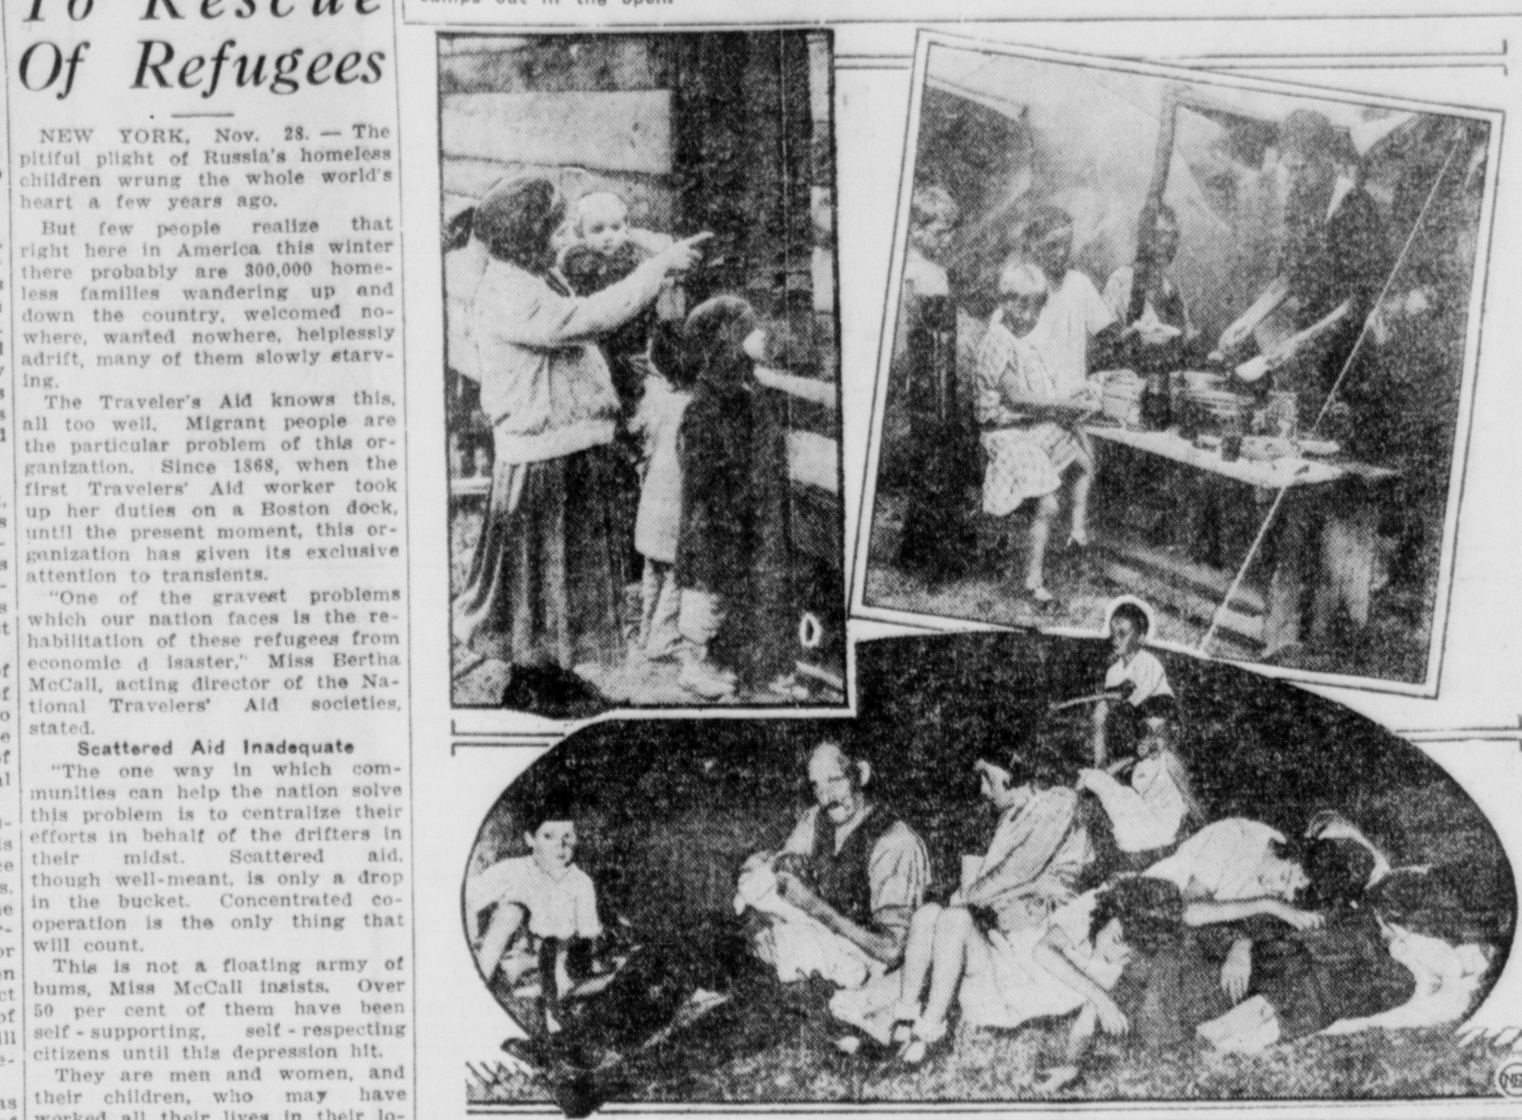 To Rescue
Of Refugees
NEW YORK, Nov. 28. — The
pitiful plight of Russia's homeless
children wrung the whole world's
heart a few years ago.
But few people realize that
right here in America this winter
there probably are 300,000 home-
less families wandering up and
down the country, welcomed no-
where, wanted nowhere, helplessly
adrift, many of them slowly starv-
ing.
The Traveler's Aid knows this,
all too well. Migrant people are
the particular problem of this or-
ganization. Since 1868, when the
first Travelers' Aid worker took
up her duties on a Boston dock,
until the present moment, this or-
ganization has given its exclusive
attention to transients.
"One of the gravest problems
which our nation faces is the re-
habilitation of these refugees from
economic d isaster," Miss Bertha
McCall, acting director of the Na-
tional Travelers' Aid societies,
stated.
Scattered Aid Inadequate
"The one way in which com-
munities can help the nation solve
this problem is to centralize their
efforts in behalf of the drifters in
their midst. Scattered aid,
though well-meant, is only a drop
in the bucket. Concentrated co-
operation is the only thing that
will count.
This is not a floating army of
bums, Miss McCall insists. Over
50 per cent of them have been
self-supporting, self-respecting
citizens until this depression hit.
They are men and women, and
their children, who may have
worked all their lives in their lo-